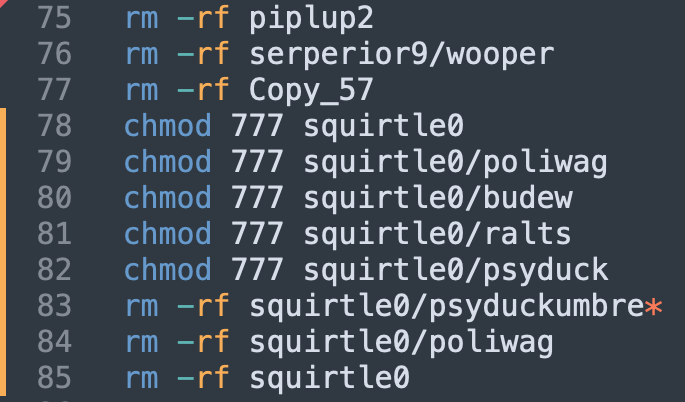 75 rm -rf piplup2
76 rm -rf serperior9/wooper
77 rm -rf Copy_57
78 chmod 777 squirtle0
79 chmod 777 squirtle0/poliwag
80 chmod 777 squirtle0/budew
81 chmod 777 squirtle0/ralts
82 chmod 777 squirtle0/psyduck
83 rm -rf squirtle0/psyduckumbre*
84 rm -rf squirtle0/poliwag
85 rm -rf squirtle0